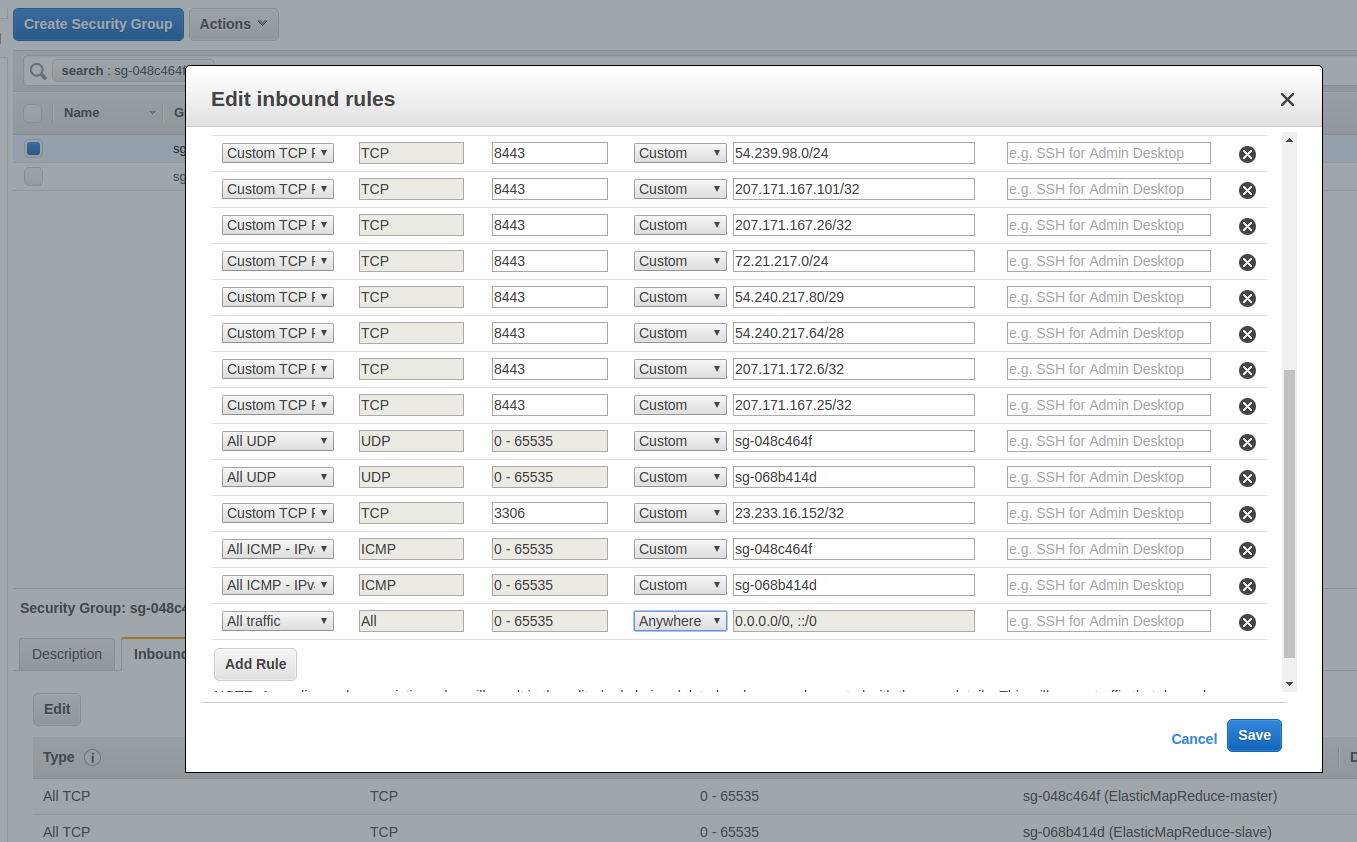 Create Security Group Actions
search : sg-048c464f
Edit inbound rules
Name G
Custom TCP F TCP 8443 Custom 54.239.98.0/24 e.g. SSH for Admin Desktop
sg
Custom TCP F TCP 8443 Custom 207.171.167.101/32 e.g. SSH for Admin Desktop
sg
Custom TCP F TCP 8443 Custom 207.171.167.26/32 e.g. SSH for Admin Desktop
Custom TCP F TCP 8443 Custom 72.21.217.0/24 e.g. SSH for Admin Desktop
Custom TCP F TCP 8443 Custom 54.240.217.80/29 e.g. SSH for Admin Desktop
Custom TCP F TCP 8443 Custom 54.240.217.64/28 e.g. SSH for Admin Desktop
Custom TCP F TCP 8443 Custom 207.171.172.6/32 e.g. SSH for Admin Desktop
Custom TCP F TCP 8443 Custom 207.171.167.25/32 e.g. SSH for Admin Desktop
All UDP UDP 0 - 65535 Custom sg-048c464f e.g. SSH for Admin Desktop
All UDP UDP 0 - 65535 Custom sg-068b414d e.g. SSH for Admin Desktop
Custom TCP F TCP 3306 Custom 23.233.16.152/32 e.g. SSH for Admin Desktop
All ICMP - IPv ICMP 0 - 65535 Custom sg-048c464f e.g. SSH for Admin Desktop
All ICMP - IPv ICMP 0 - 65535 Custom sg-068b414d e.g. SSH for Admin Desktop
All traffic All 0 - 65535 Anywhere 0.0.0.0/0, ::/0 e.g. SSH for Admin Desktop
Security Group: sg-048c4
Add Rule
Description Inbound
Edit
Cancel Save
Type D
All TCP TCP 0 - 65535 sg-048c464f (ElasticMapReduce-master)
All TCP TCP 0 - 65535 sg-068b414d (ElasticMapReduce-slave)